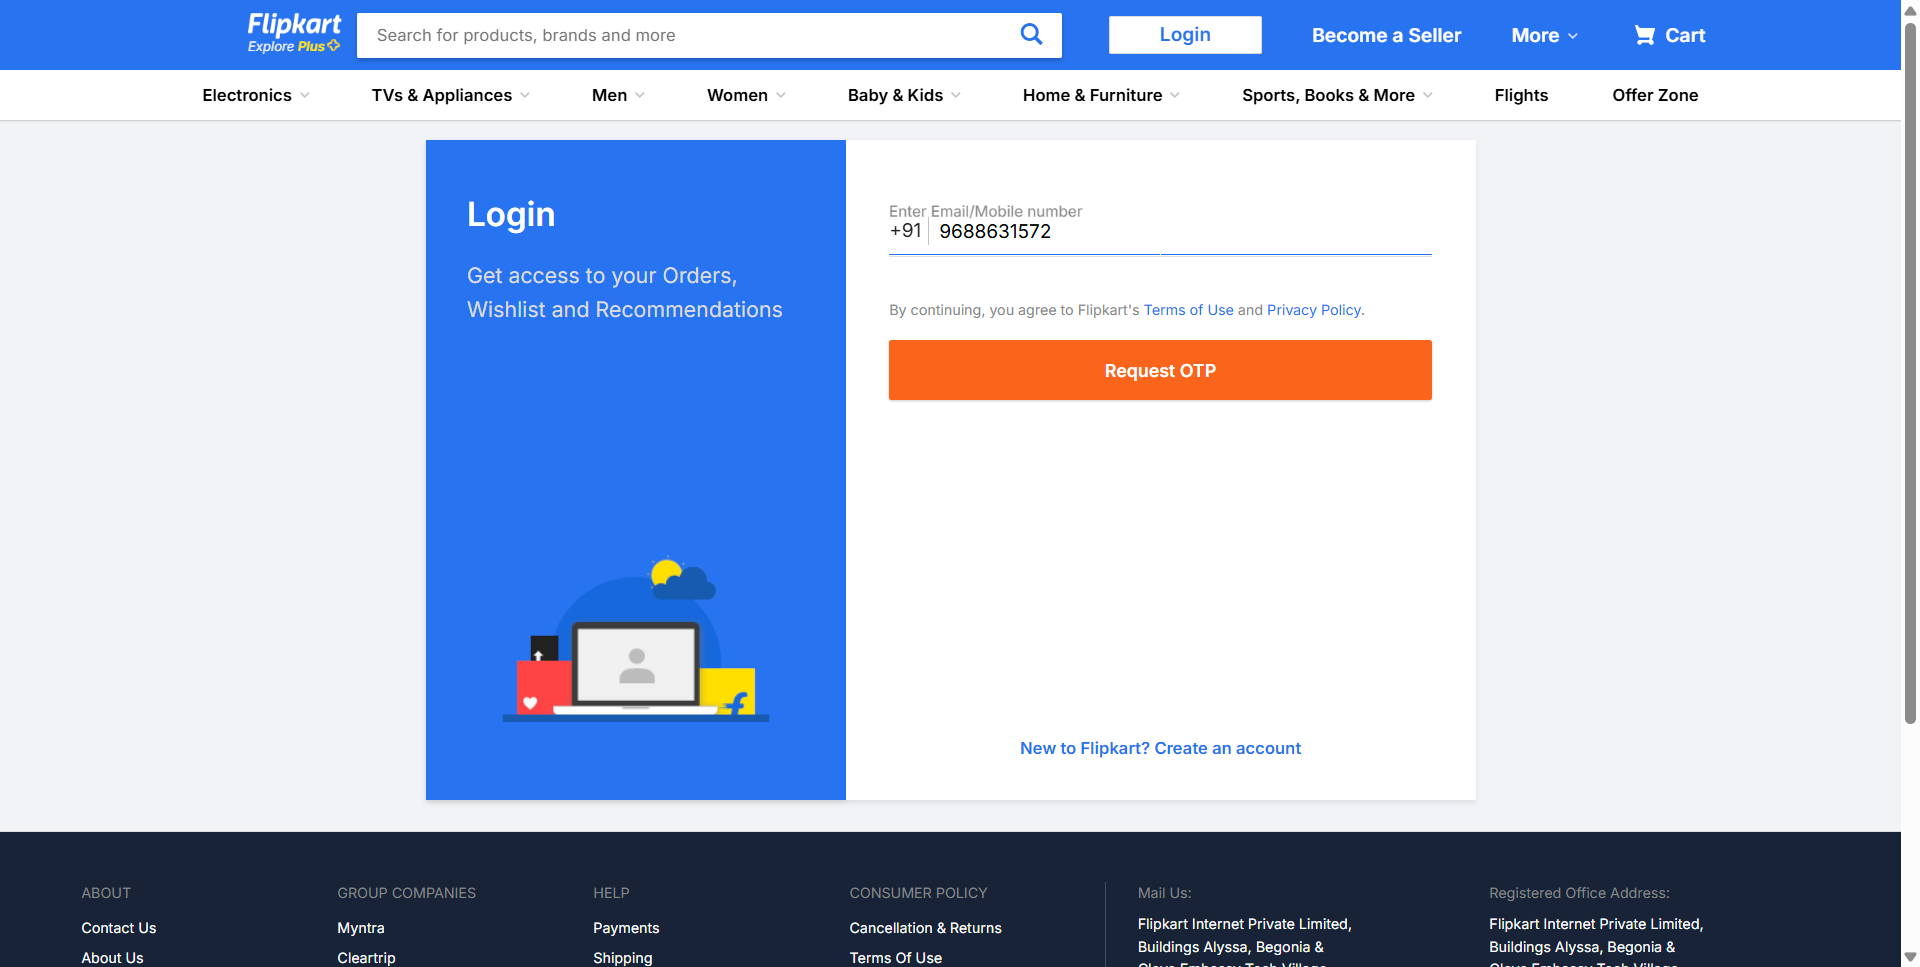 Flipkart
Explore Plus
Search for products, brands and more
Login
Become a Seller
More
Cart
Electronics
TVs & Appliances
Men
Women
Baby & Kids
Home & Furniture
Sports, Books & More
Flights
Offer Zone
Login
Get access to your Orders,
Wishlist and Recommendations
Enter Email/Mobile number
+91 9688631572
By continuing, you agree to Flipkart's Terms of Use and Privacy Policy.
Request OTP
New to Flipkart? Create an account
ABOUT
Contact Us
About Us
GROUP COMPANIES
Myntra
Cleartrip
HELP
Payments
Shipping
CONSUMER POLICY
Cancellation & Returns
Terms Of Use
Mail Us:
Flipkart Internet Private Limited,
Buildings Alyssa, Begonia &
Registered Office Address:
Flipkart Internet Private Limited,
Buildings Alyssa, Begonia &